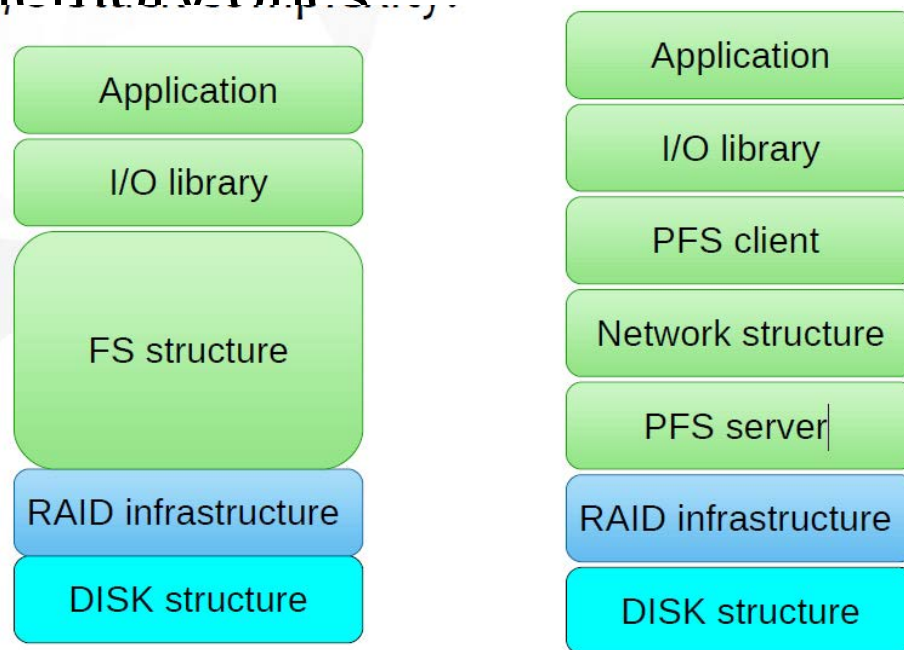 Application
I/O library
FS structure
RAID infrastructure
DISK structure
Application
I/O library
PFS client
Network structure
PFS server
RAID infrastructure
DISK structure